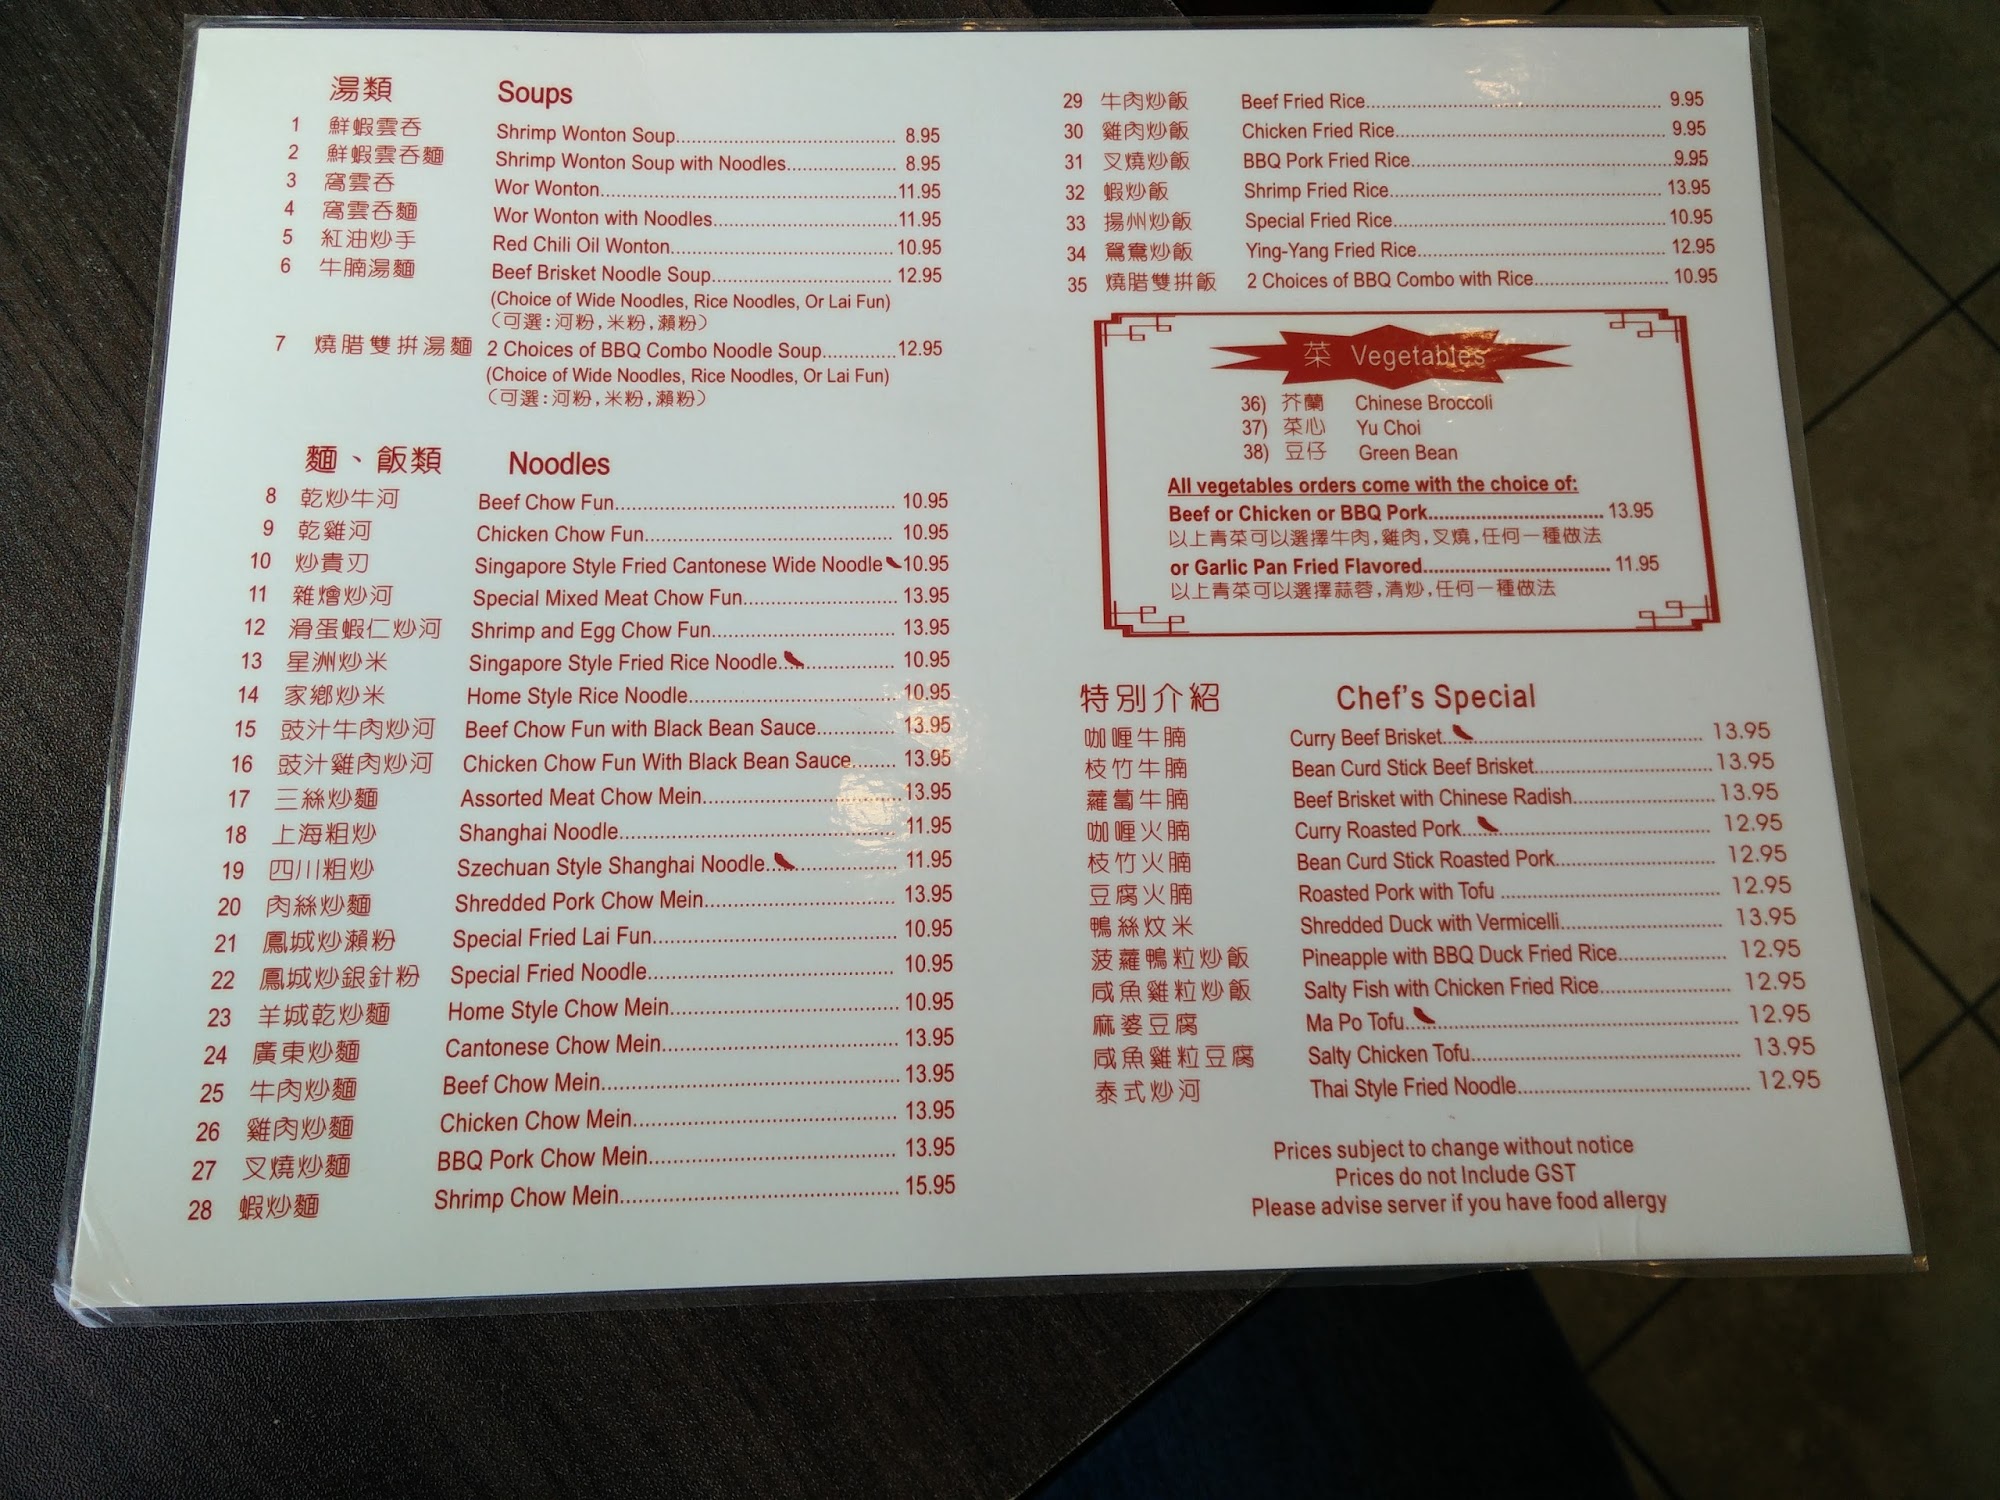 湯類 Soups
1 鮮蝦雲吞 Shrimp Wonton Soup 8.95
2 鮮蝦雲吞麵 Shrimp Wonton Soup with Noodles 8.95
3 窩雲吞 Wor Wonton 11.95
4 窩雲吞麵 Wor Wonton with Noodles 11.95
5 紅油炒手 Red Chili Oil Wonton 10.95
6 牛腩湯麵 Beef Brisket Noodle Soup 12.95
(Choice of Wide Noodles, Rice Noodles, Or Lai Fun)
(可選:河粉,米粉,瀨粉)
7 燒腊雙拼湯麵 2 Choices of BBQ Combo Noodle Soup 12.95
(Choice of Wide Noodles, Rice Noodles, Or Lai Fun)
(可選:河粉,米粉,瀨粉)
麵、飯類 Noodles
8 乾炒牛河 Beef Chow Fun 10.95
9 乾雞河 Chicken Chow Fun 10.95
10 炒貴刃 Singapore Style Fried Cantonese Wide Noodle 10.95
11 雜燴炒河 Special Mixed Meat Chow Fun 13.95
12 滑蛋蝦仁炒河 Shrimp and Egg Chow Fun 13.95
13 星洲炒米 Singapore Style Fried Rice Noodle 10.95
14 家鄉炒米 Home Style Rice Noodle 10.95
15 豉汁牛肉炒河 Beef Chow Fun with Black Bean Sauce 13.95
16 豉汁雞肉炒河 Chicken Chow Fun With Black Bean Sauce 13.95
17 三絲炒麵 Assorted Meat Chow Mein 13.95
18 上海粗炒 Shanghai Noodle 11.95
19 四川粗炒 Szechuan Style Shanghai Noodle 11.95
20 肉絲炒麵 Shredded Pork Chow Mein 13.95
21 鳳城炒瀨粉 Special Fried Lai Fun 10.95
22 鳳城炒銀針粉 Special Fried Noodle 10.95
23 羊城乾炒麵 Home Style Chow Mein 10.95
24 廣東炒麵 Cantonese Chow Mein 13.95
25 牛肉炒麵 Beef Chow Mein 13.95
26 雞肉炒麵 Chicken Chow Mein 13.95
27 叉燒炒麵 BBQ Pork Chow Mein 13.95
28 蝦炒麵 Shrimp Chow Mein 15.95
29 牛肉炒飯 Beef Fried Rice 9.95
30 雞肉炒飯 Chicken Fried Rice 9.95
31 叉燒炒飯 BBQ Pork Fried Rice 9.95
32 蝦炒飯 Shrimp Fried Rice 13.95
33 揚州炒飯 Special Fried Rice 10.95
34 鴛鴦炒飯 Ying-Yang Fried Rice 12.95
35 燒腊雙拼飯 2 Choices of BBQ Combo with Rice 10.95
菜 Vegetables
36) 芥蘭 Chinese Broccoli
37) 菜心 Yu Choi
38) 豆仔 Green Bean
All vegetables orders come with the choice of:
Beef or Chicken or BBQ Pork 13.95
以上青菜可以選擇牛肉,雞肉,叉燒,任何一種做法
or Garlic Pan Fried Flavored 11.95
以上青菜可以選擇蒜蓉,清炒,任何一種做法
特別介紹 Chef's Special
咖喱牛腩 Curry Beef Brisket 13.95
枝竹牛腩 Bean Curd Stick Beef Brisket 13.95
蘿蔔牛腩 Beef Brisket with Chinese Radish 13.95
咖喱火腩 Curry Roasted Pork 12.95
枝竹火腩 Bean Curd Stick Roasted Pork 12.95
豆腐火腩 Roasted Pork with Tofu 12.95
鴨絲炆米 Shredded Duck with Vermicelli 13.95
菠蘿鴨粒炒飯 Pineapple with BBQ Duck Fried Rice 12.95
咸魚雞粒炒飯 Salty Fish with Chicken Fried Rice 12.95
麻婆豆腐 Ma Po Tofu 12.95
咸魚雞粒豆腐 Salty Chicken Tofu 13.95
泰式炒河 Thai Style Fried Noodle 12.95
Prices subject to change without notice
Prices do not Include GST
Please advise server if you have food allergy